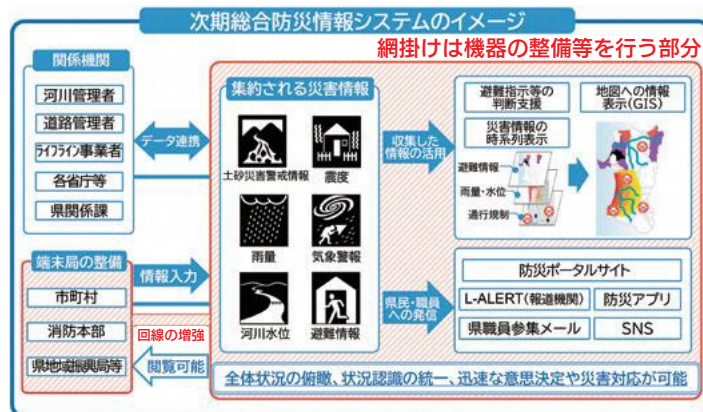 次期総合防災情報システムのイメージ
網掛けは機器の整備等を行う部分
関係機関
河川管理者
道路管理者
ライフライン事業者
各省庁等
県関係課
データ連携
端末局の整備
市町村
消防本部
県地域振興局等
情報入力
回線の増強
閲覧可能
集約される災害情報
土砂災害警戒情報
震度
雨量
気象警報
河川水位
避難情報
収集した
情報の活用
避難指示等の
判断支援
災害情報の
時系列表示
避難情報
雨量・水位
通行規制
地図への情報
表示(GIS)
県民・職員
への発信
防災ポータルサイト
L-ALERT(報道機関)
防災アプリ
県職員参集メール
SNS
全体状況の俯瞰、状況認識の統一、迅速な意思決定や災害対応が可能